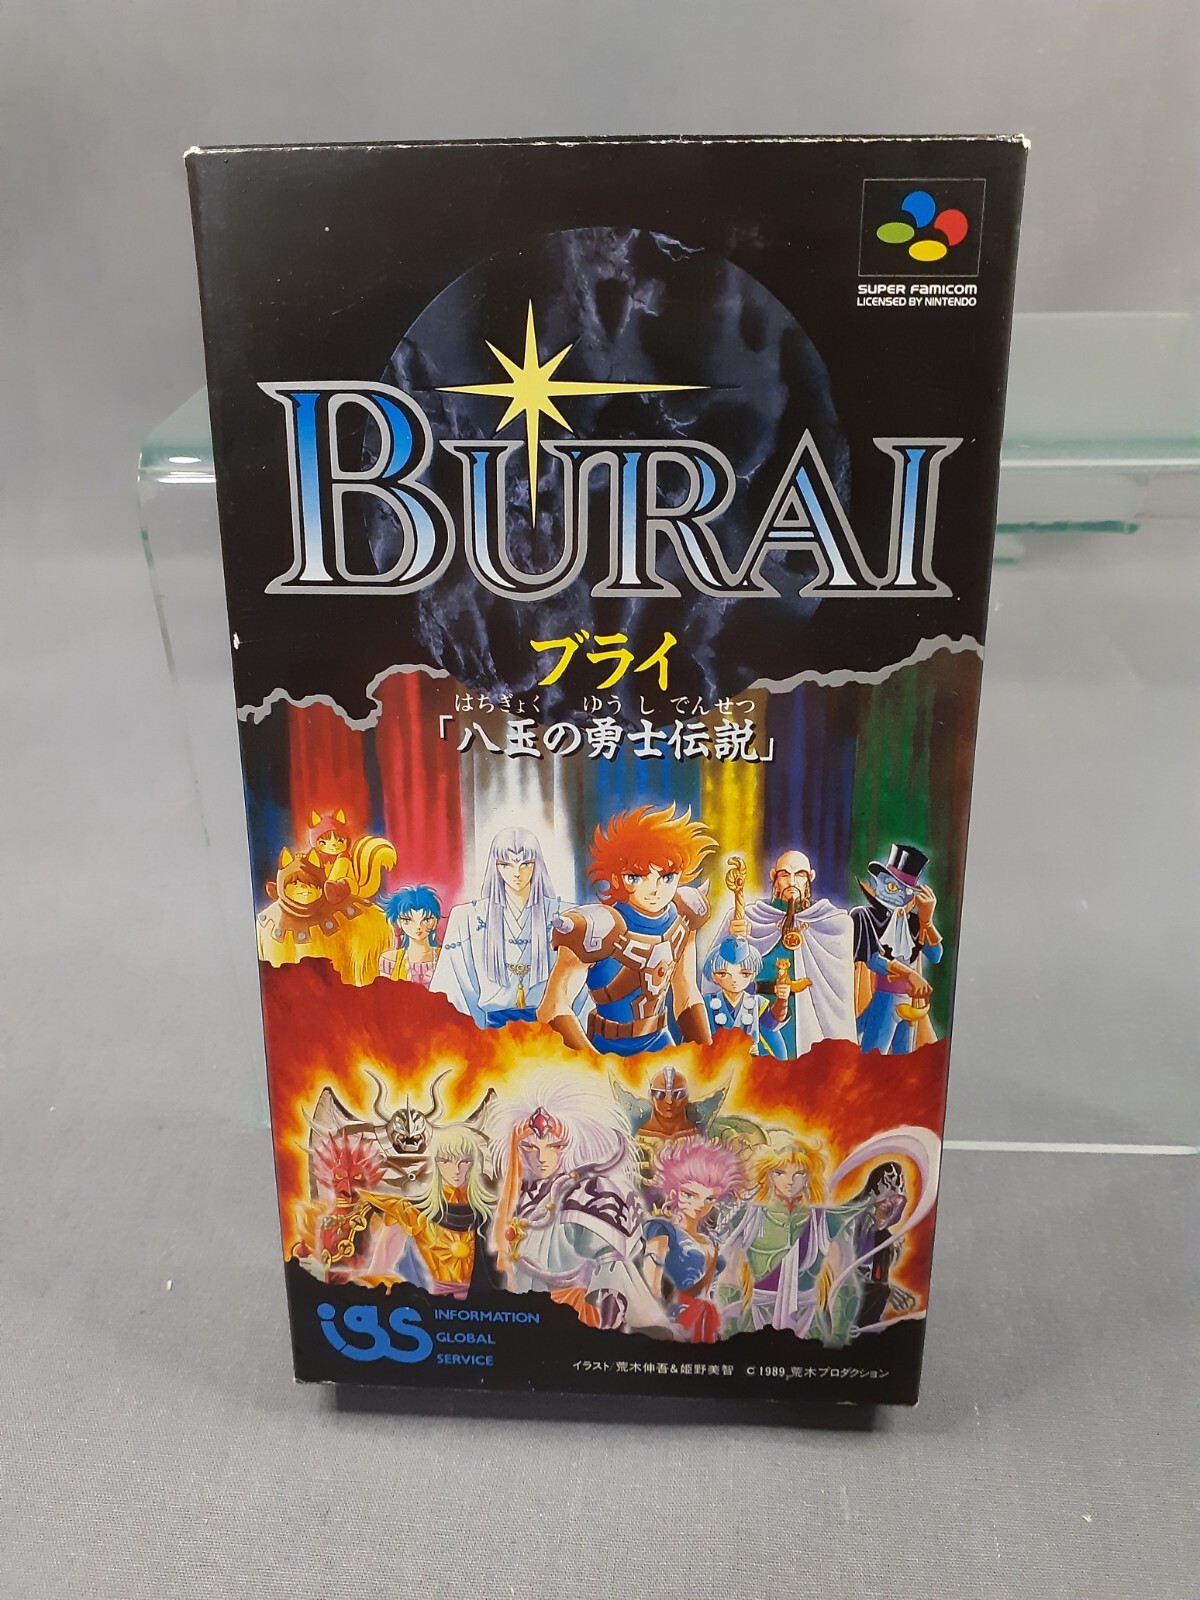 SUPER FAMICOM
LICENSED BY NINTENDO
BURAI
ブライ
はちぎょく ゆうしでんせつ
「八玉の勇士伝説」
igs
INFORMATION
GLOBAL
SERVICE
イラスト/荒木伸吾&姫野美智 © 1989, 荒木プロダクション